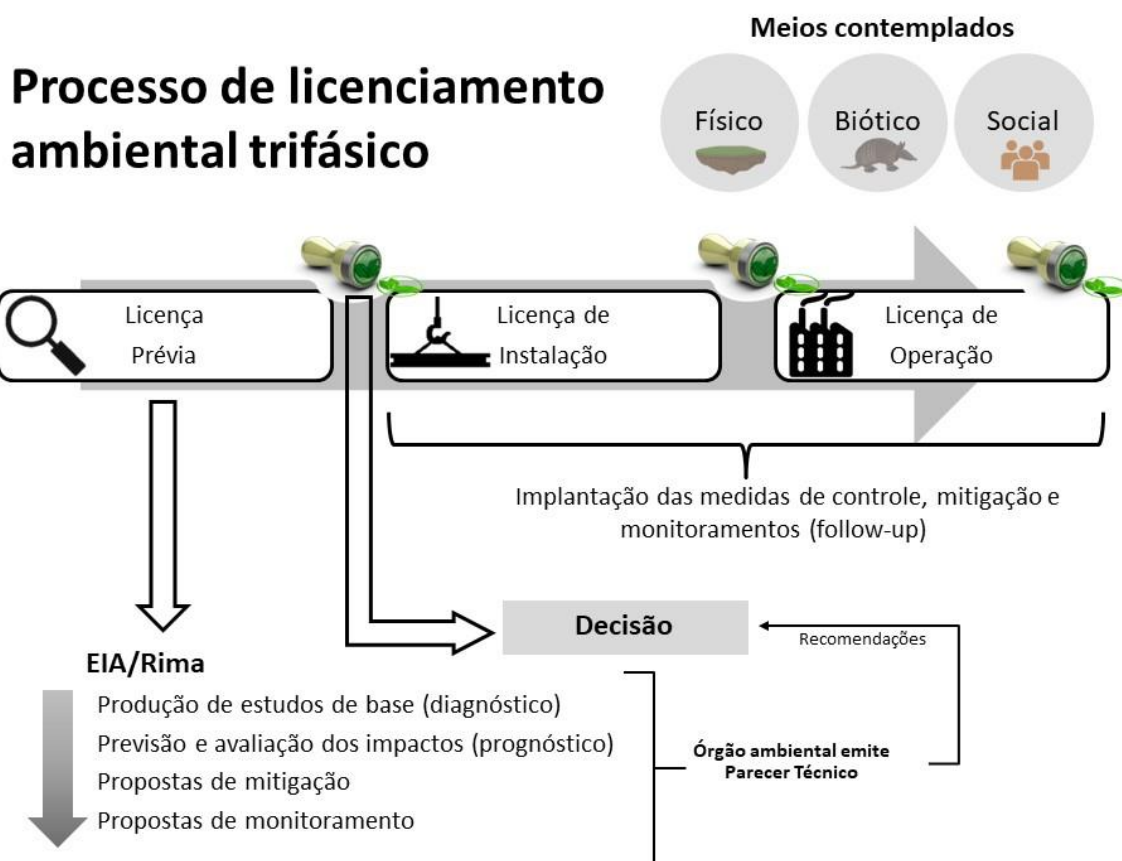 Meios contemplados
Processo de licenciamento
ambiental trifásico
Físico
Biótico
Social
Licença
Prévia
Licença de
Instalação
Licença de
Operação
Implantação das medidas de controle, mitigação e
monitoramentos (follow-up)
Decisão
Recomendações
EIA/Rima
Produção de estudos de base (diagnóstico)
Previsão e avaliação dos impactos (prognóstico)
Propostas de mitigação
Propostas de monitoramento
Órgão ambiental emite
Parecer Técnico